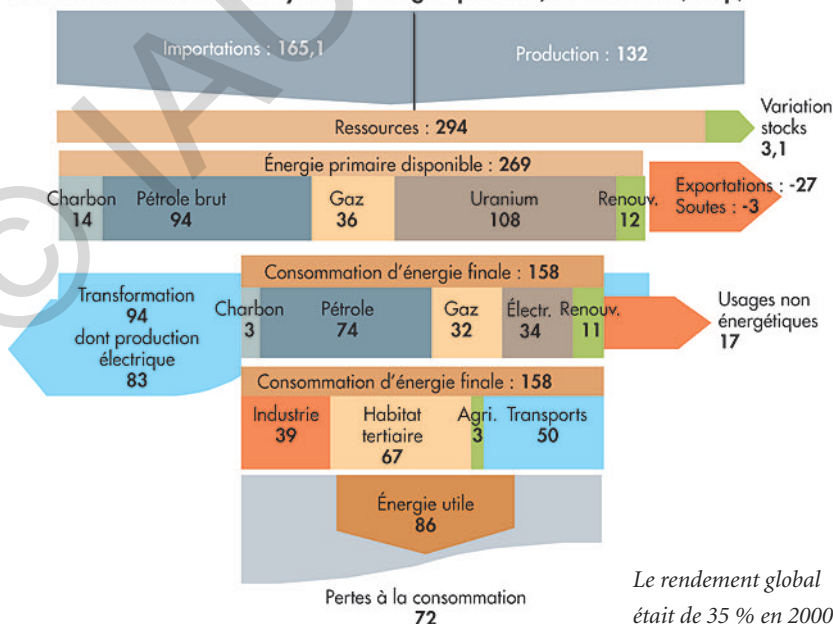 Importations : 165,1
Production : 132
Ressources : 294
Variation
stocks
3,1
Énergie primaire disponible : 269
Charbon
14
Pétrole brut
94
Gaz
36
Uranium
108
Renouv.
12
Exportations : -27
Soutes : -3
Consommation d'énergie finale : 158
Transformation
94
dont production
électrique
83
Charbon
3
Pétrole
74
Gaz
32
Électr.
34
Renouv.
11
Usages non
énergétiques
17
Consommation d'énergie finale : 158
Industrie
39
Habitat
tertiaire
67
Agri.
3
Transports
50
Énergie utile
86
Pertes à la consommation
72
Le rendement global
était de 35 % en 2000
© IAU